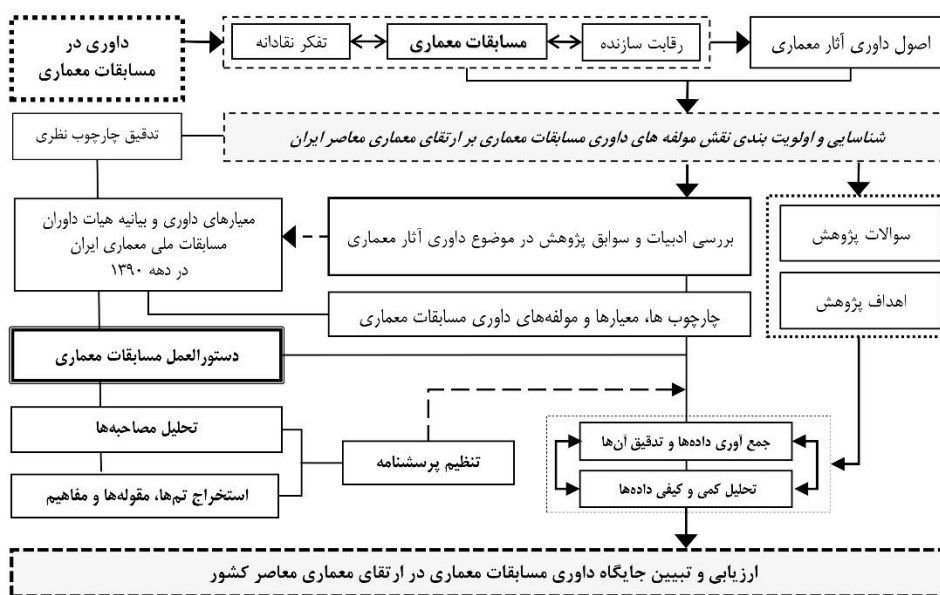 داوری در
مسابقات معماری
تفکر نقادانه
مسابقات معماری
رقابت سازنده
اصول داوری آثار معماری
شناسایی و اولویت بندی نقش مولفه های داوری مسابقات معماری بر ارتقای معماری معاصر ایران
تدقیق چارچوب نظری
معیارهای داوری و بیانیه هیات داوران
مسابقات ملی معماری ایران
در دهه ۱۳۹۰
بررسی ادبیات و سوابق پژوهش در موضوع داوری آثار معماری
سوالات پژوهش
اهداف پژوهش
چارچوب ها، معیارها و مولفه‌های داوری مسابقات معماری
دستورالعمل مسابقات معماری
تحلیل مصاحبه‌ها
استخراج تم‌ها، مقوله‌ها و مفاهیم
تنظیم پرسشنامه
جمع آوری داده‌ها و تدقیق آن‌ها
تحلیل کمی و کیفی داده‌ها
ارزیابی و تبیین جایگاه داوری مسابقات معماری در ارتقای معماری معاصر کشور